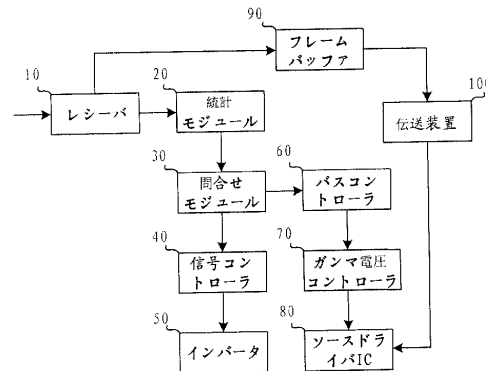 90
フレーム
バッファ
10
レシーバ
20
統計
モジュール
100
伝送装置
30
問合せ
モジュール
60
バスコント
ローラ
40
信号コン
トローラ
70
ガンマ電圧
コントローラ
50
インバータ
80
ソースドラ
イバIC